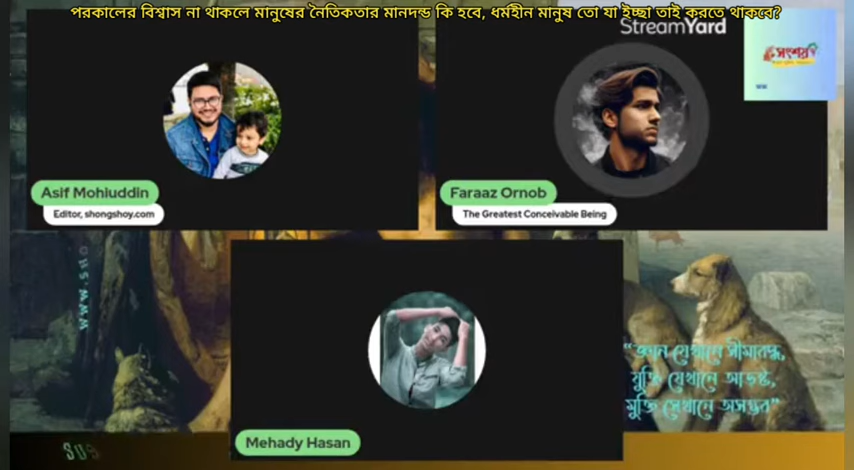 পরকালের বিশ্বাস না থাকলে মানুষের নৈতিকতার মানদন্ড কি হবে, ধর্মহীন মানুষ তো যা ইচ্ছা তাই করতে থাকবে?
StreamYard
সংশয়
Asif Mohiuddin
Editor, shongshoy.com
Faraaz Ornob
The Greatest Conceivable Being
"জ্ঞান যেখানে সীমাবদ্ধ,
যুক্তি যেখানে আড়ষ্ট,
মুক্তি সেখানে অসম্ভব"
Mehady Hasan